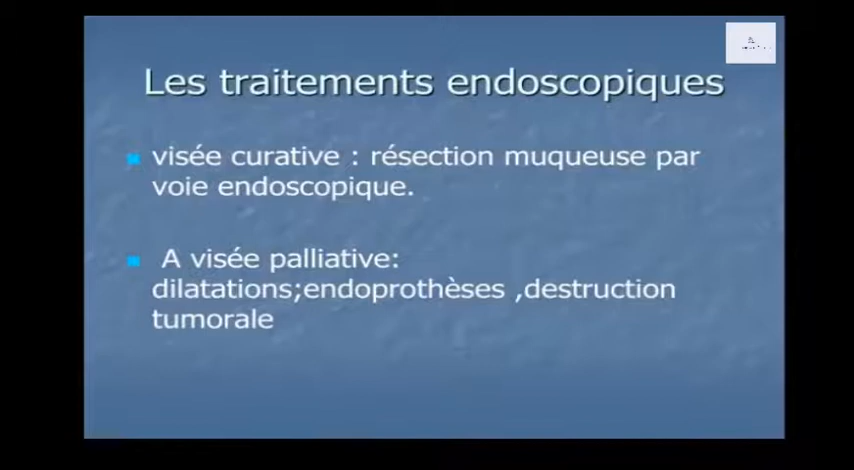 Les traitements endoscopiques
visée curative : résection muqueuse par
voie endoscopique.
A visée palliative:
dilatations;endoprothèses ,destruction
tumorale